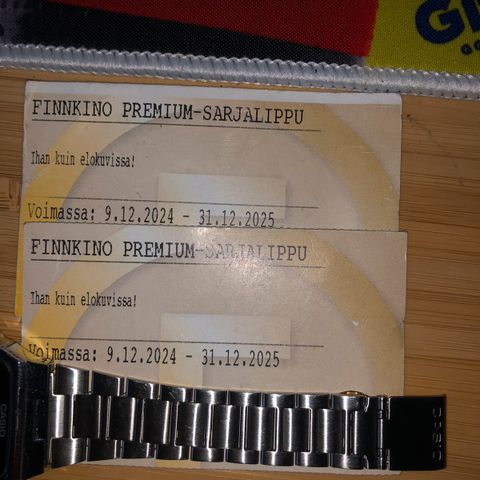 FINNKINO PREMIUM-SARJALIPPU
Ihan kuin elokuvissa!
Voimassa: 9.12.2024 - 31.12.2025
FINNKINO PREMIUM-SARJALIPPU
Ihan kuin elokuvissa!
Voimassa: 9.12.2024 - 31.12.2025
CASIO
CASIO